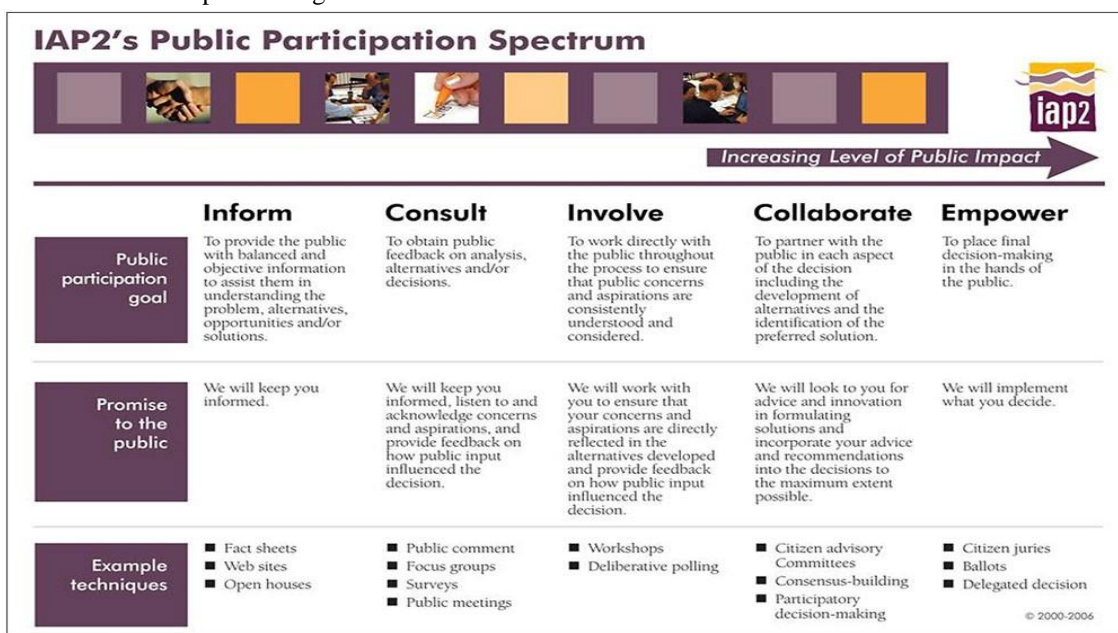 IAP2's Public Participation Spectrum
iap2
Increasing Level of Public Impact
Inform
Consult
Involve
Collaborate
Empower
Public
participation
goal
To provide the public
with balanced and
objective information
to assist them in
understanding the
problem, alternatives,
opportunities and/or
solutions.
To obtain public
feedback on analysis,
alternatives and/or
decisions.
To work directly with
the public throughout
the process to ensure
that public concerns
and aspirations are
consistently
understood and
considered.
To partner with the
public in each aspect
of the decision
including the
development of
alternatives and the
identification of the
preferred solution.
To place final
decision-making
in the hands of
the public.
Promise
to the
public
We will keep you
informed.
We will keep you
informed, listen to and
acknowledge concerns
and aspirations, and
provide feedback on
how public input
influenced the
decision.
We will work with
you to ensure that
your concerns and
aspirations are directly
reflected in the
alternatives developed
and provide feedback
on how public input
influenced the
decision.
We will look to you for
advice and innovation
in formulating
solutions and
incorporate your advice
and recommendations
into the decisions to
the maximum extent
possible.
We will implement
what you decide.
Example
techniques
■ Fact sheets
■ Web sites
■ Open houses
■ Public comment
■ Focus groups
■ Surveys
■ Public meetings
■ Workshops
■ Deliberative polling
■ Citizen advisory
Committees
■ Consensus-building
■ Participatory
decision-making
■ Citizen juries
■ Ballots
■ Delegated decision
© 2000-2006